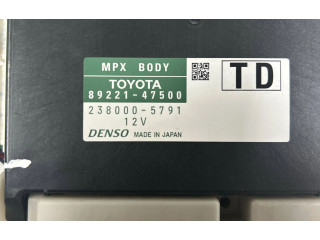 MPX BODY
TOYOTA
89221-47500
238000-5791
12V
DENSO MADE IN JAPAN
TD